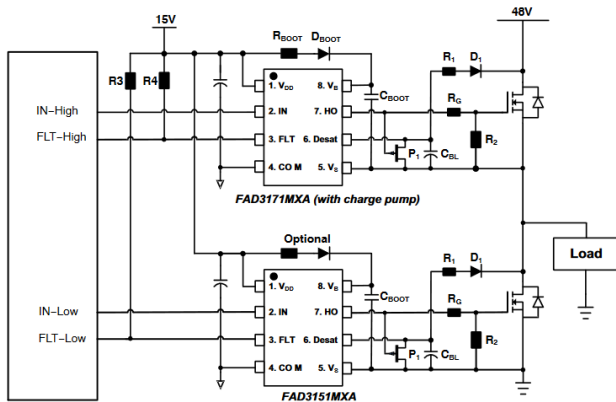 15V
48V
RBOOT DBOOT
R3 R4
R1 D1
1. VDD 8. VB
CBOOT
IN-High
2. IN 7. HO
RG
FLT-High
3. FLT 6. Desat
R2
P1 CBL
4. CO M 5. VS
FAD3171MXA (with charge pump)
Optional
Load
R1 D1
1. VDD 8. VB
CBOOT
IN-Low
2. IN 7. HO
RG
FLT-Low
3. FLT 6. Desat
R2
P1 CBL
4. CO M 5. VS
FAD3151MXA